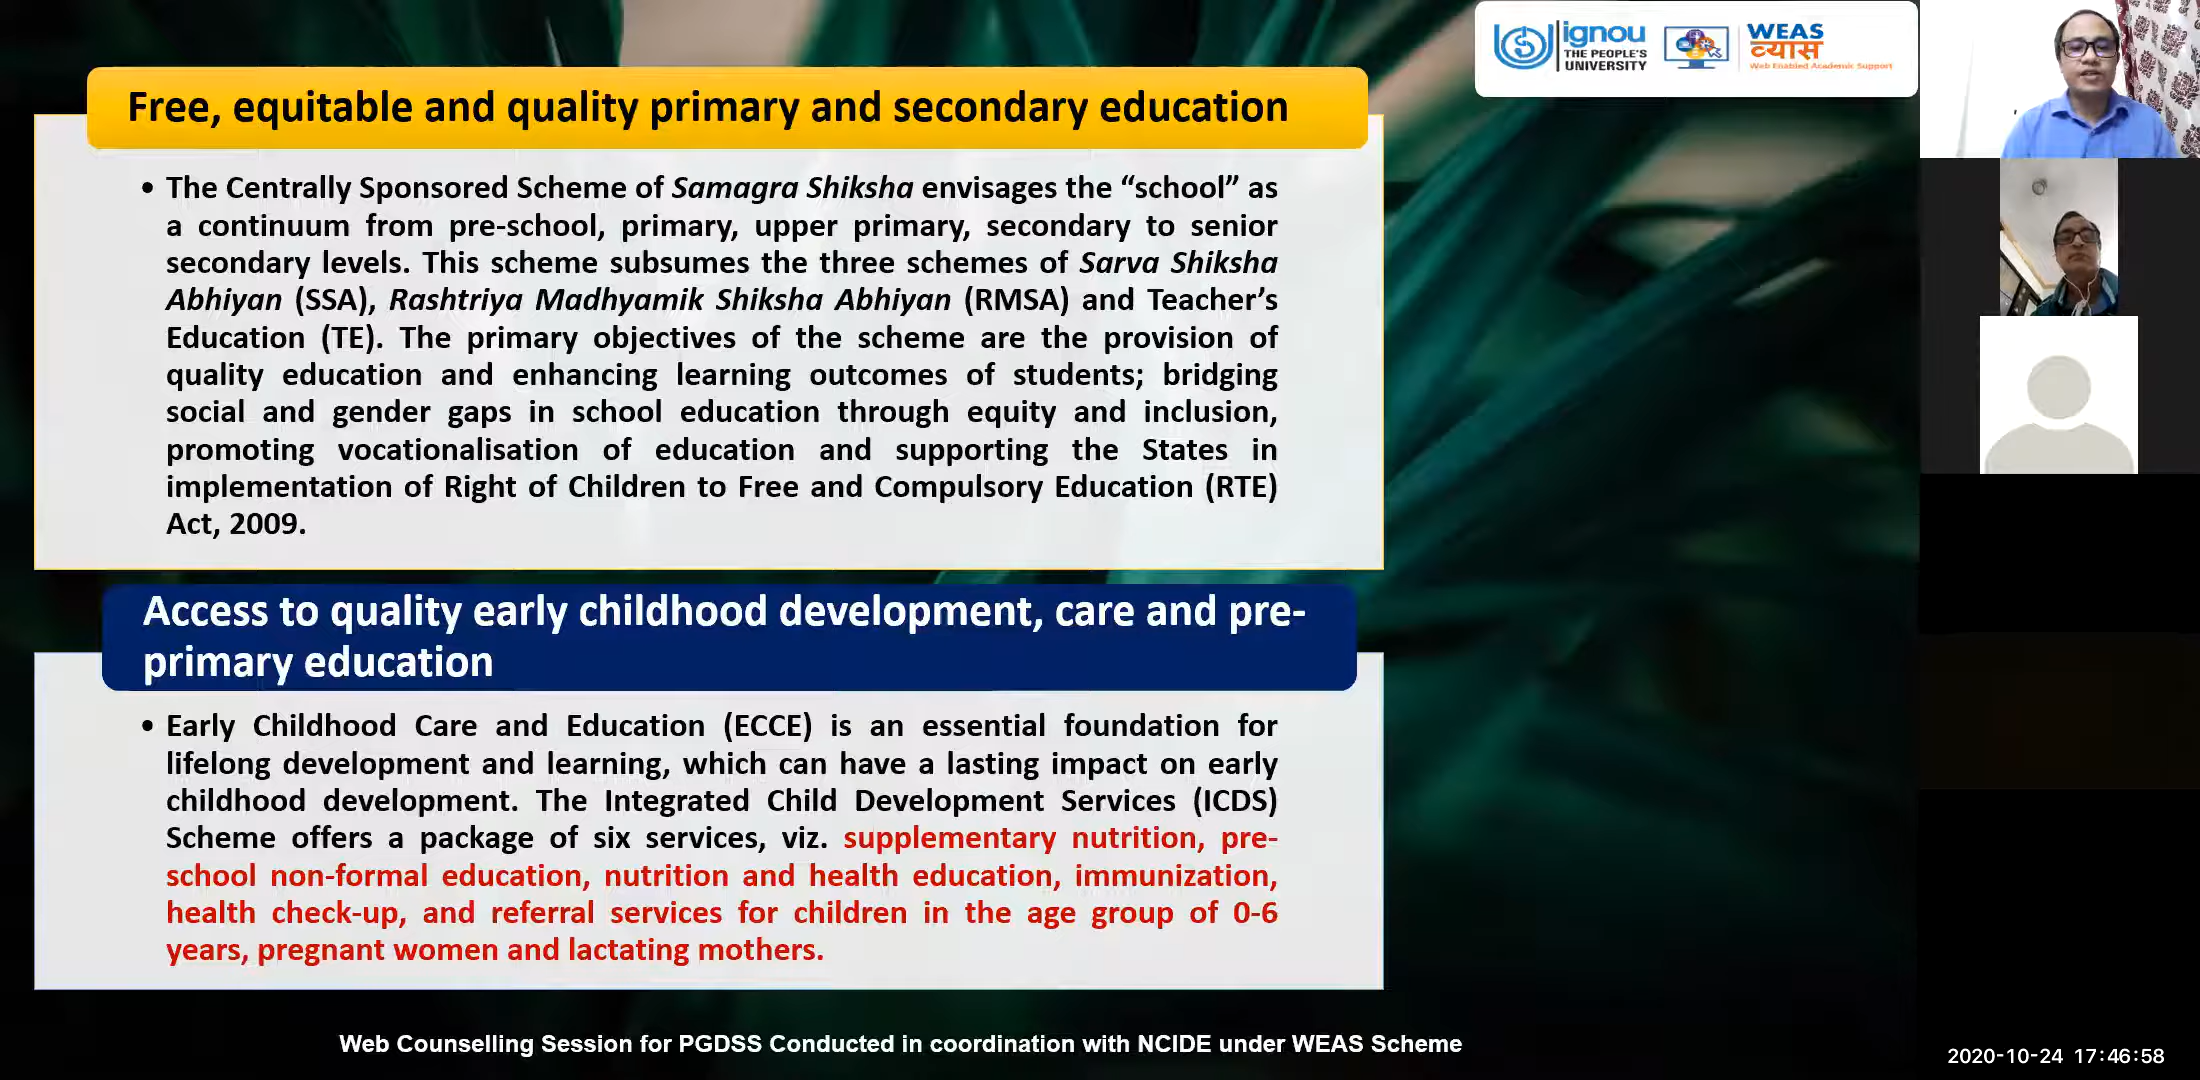 ignou
THE PEOPLE'S
UNIVERSITY
WEAS
व्यास
Web Enabled Academic Support
Free, equitable and quality primary and secondary education
• The Centrally Sponsored Scheme of Samagra Shiksha envisages the “school” as
a continuum from pre-school, primary, upper primary, secondary to senior
secondary levels. This scheme subsumes the three schemes of Sarva Shiksha
Abhiyan (SSA), Rashtriya Madhyamik Shiksha Abhiyan (RMSA) and Teacher’s
Education (TE). The primary objectives of the scheme are the provision of
quality education and enhancing learning outcomes of students; bridging
social and gender gaps in school education through equity and inclusion,
promoting vocationalisation of education and supporting the States in
implementation of Right of Children to Free and Compulsory Education (RTE)
Act, 2009.
Access to quality early childhood development, care and pre-
primary education
• Early Childhood Care and Education (ECCE) is an essential foundation for
lifelong development and learning, which can have a lasting impact on early
childhood development. The Integrated Child Development Services (ICDS)
Scheme offers a package of six services, viz. supplementary nutrition, pre-
school non-formal education, nutrition and health education, immunization,
health check-up, and referral services for children in the age group of 0-6
years, pregnant women and lactating mothers.
Web Counselling Session for PGDSS Conducted in coordination with NCIDE under WEAS Scheme
2020-10-24 17:46:58